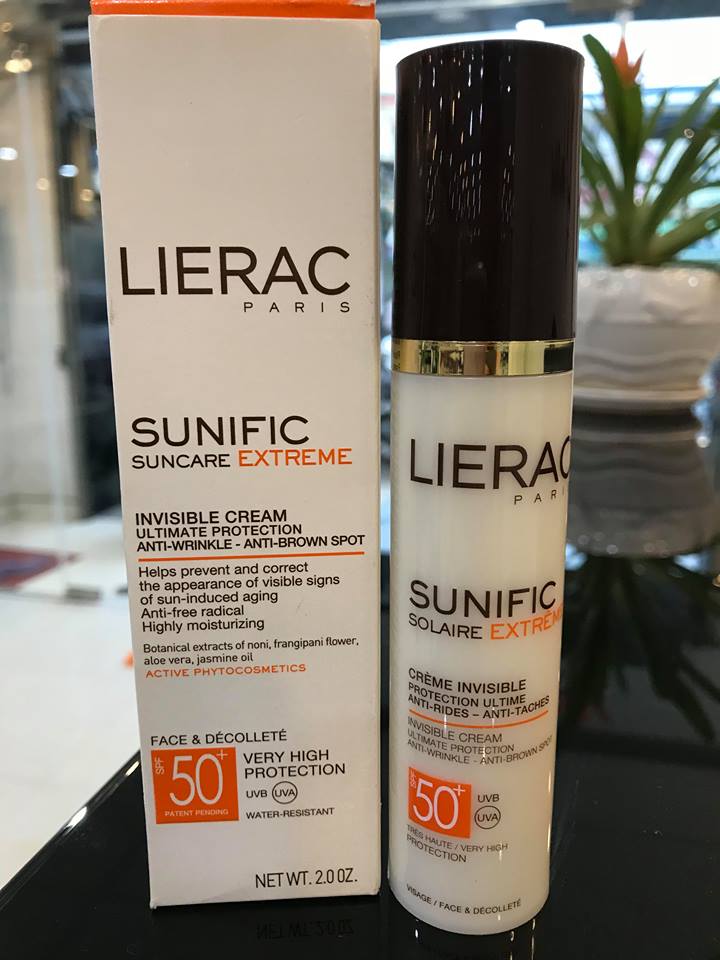 LIERAC
PARIS
SUNIFIC
SUNCARE EXTREME
INVISIBLE CREAM
ULTIMATE PROTECTION
ANTI-WRINKLE - ANTI-BROWN SPOT
Helps prevent and correct
the appearance of visible signs
of sun-induced aging
Anti-free radical
Highly moisturizing
Botanical extracts of noni, frangipani flower,
aloe vera, jasmine oil
ACTIVE PHYTOCOSMETICS
FACE & DÉCOLLETÉ
SPF 50+
PATENT PENDING
VERY HIGH
PROTECTION
UVB UVA
WATER-RESISTANT
NET WT. 2.0 OZ.
LIERAC
PARI
SUNIFIC
SOLAIRE EXTRÊME
CRÈME INVISIBLE
PROTECTION ULTIME
ANTI-RIDES – ANTI-TACHES
INVISIBLE CREAM
ULTIMATE PROTECTION
ANTI-WRINKLE - ANTI-BROWN SPOT
SPF 50+
UVB
UVA
TRÈS HAUTE / VERY HIGH
PROTECTION
VISAGE / FACE & DÉCOLLETÉ